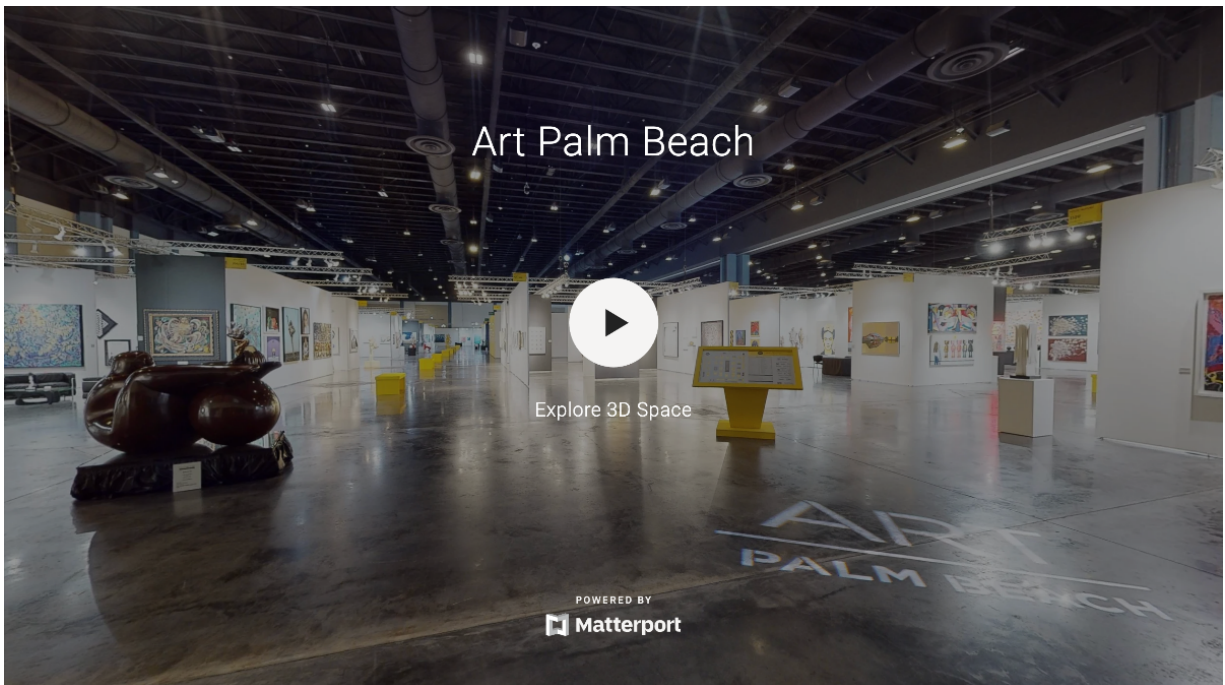 Art Palm Beach
Explore 3D Space
ART
PALM BEACH
POWERED BY
Matterport